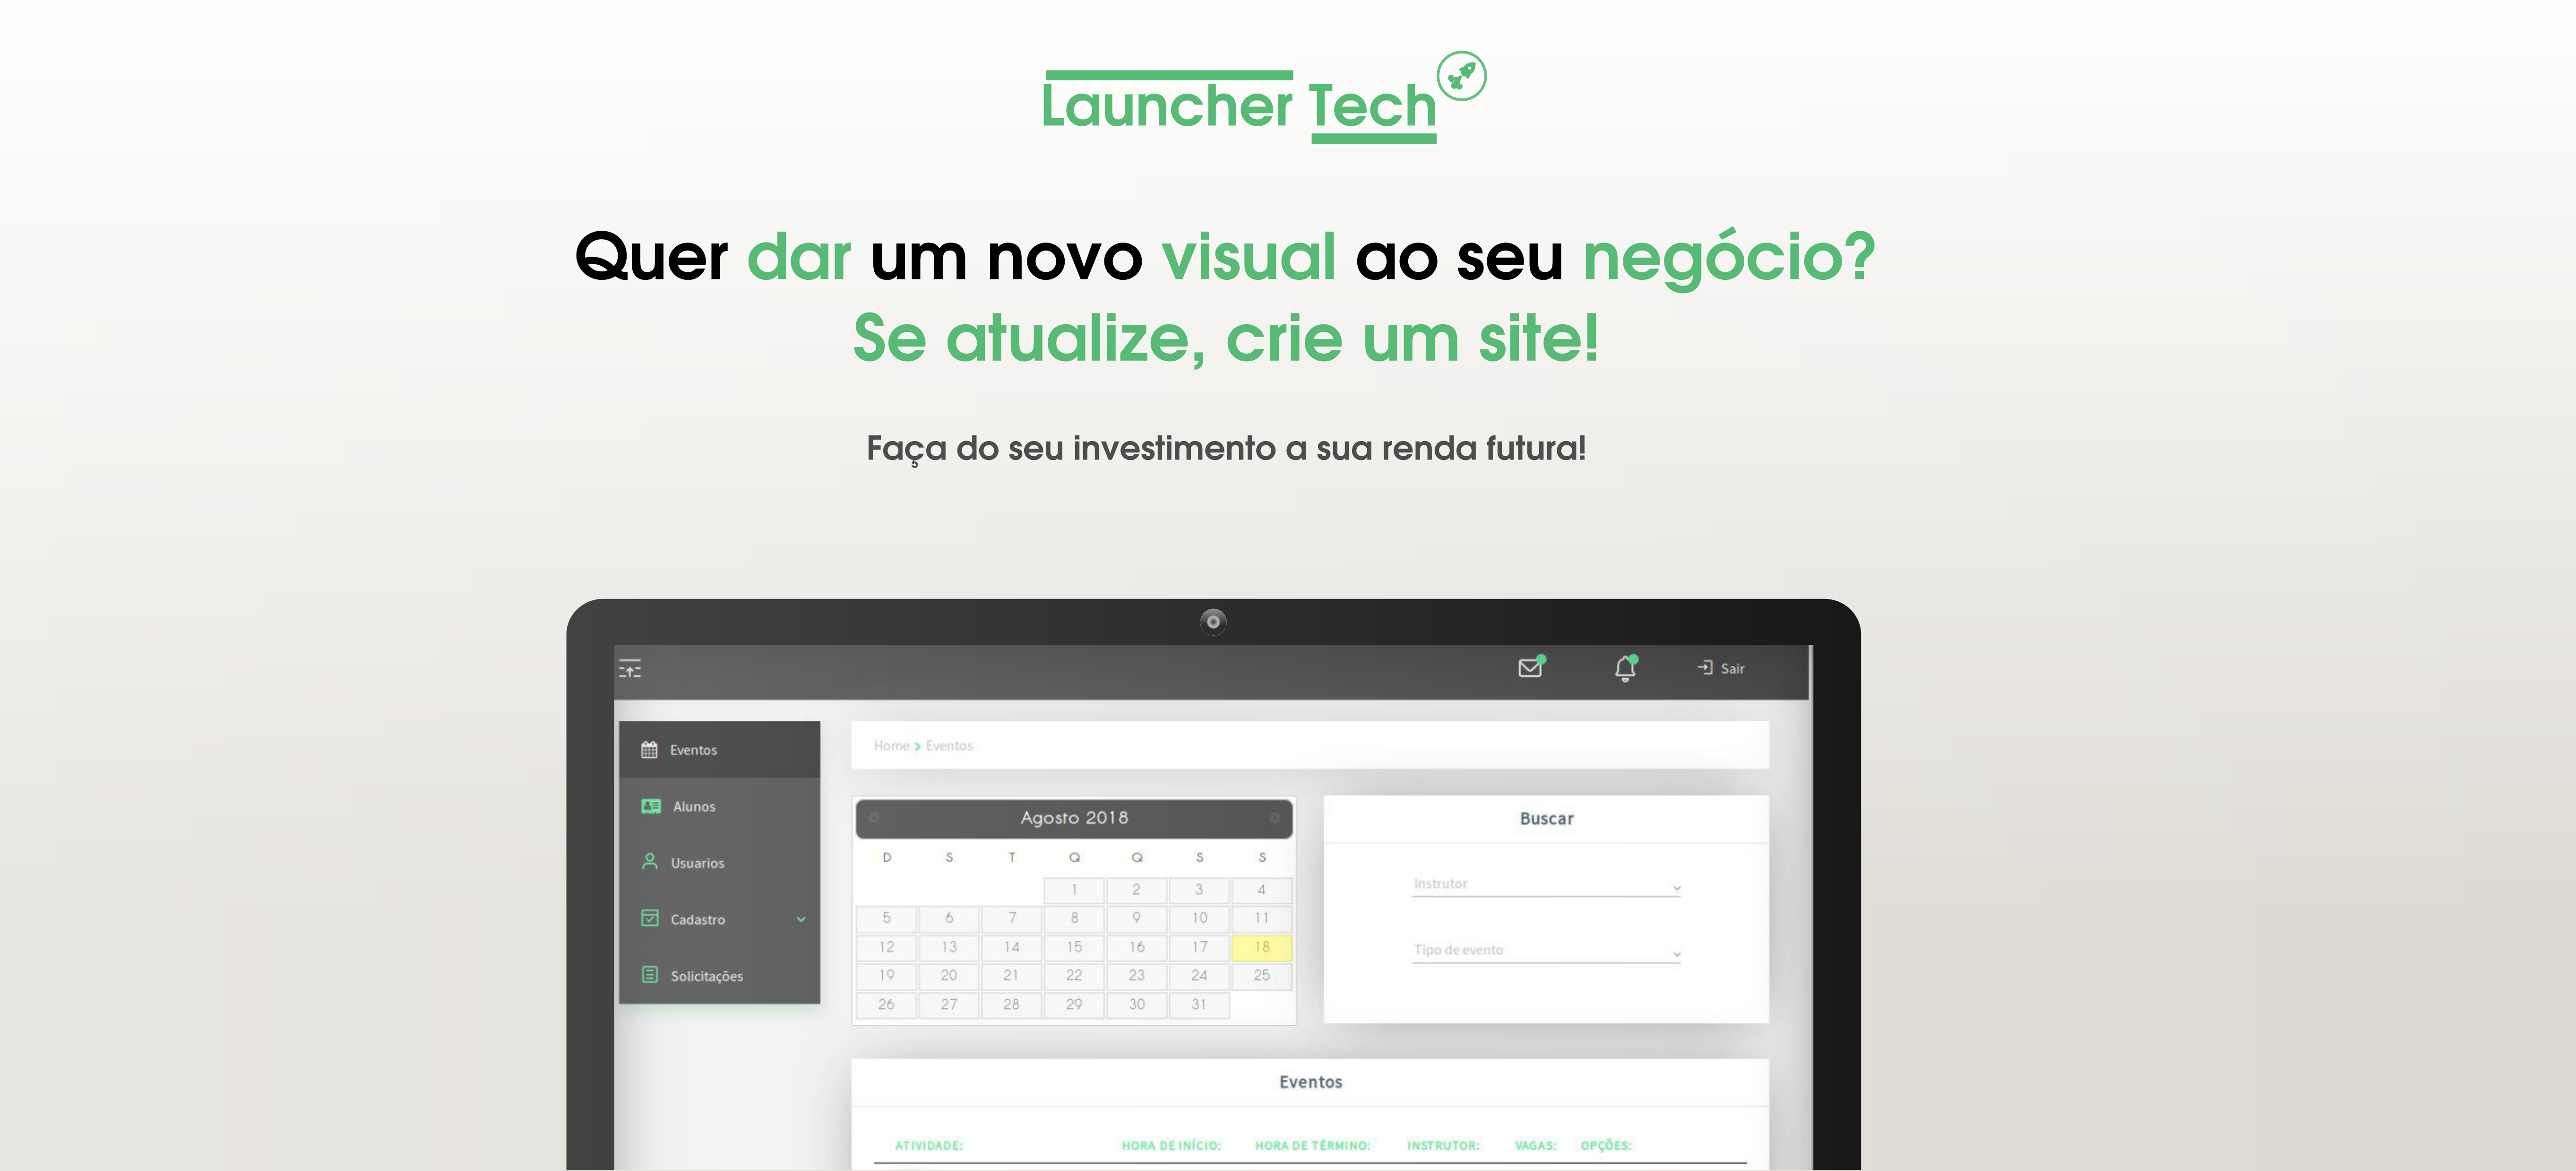 Launcher Tech
Quer dar um novo visual ao seu negócio?
Se atualize, crie um site!
Faça do seu investimento a sua renda futura!
Sair
Eventos
Alunos
Usuarios
Cadastro
Solicitações
Home > Eventos
Agosto 2018
D S T Q Q S S
1 2 3 4
5 6 7 8 9 10 11
12 13 14 15 16 17 18
19 20 21 22 23 24 25
26 27 28 29 30 31
Buscar
Instrutor
Tipo de evento
Eventos
ATIVIDADE: HORA DE INÍCIO: HORA DE TÉRMINO: INSTRUTOR: VAGAS: OPÇÕES: